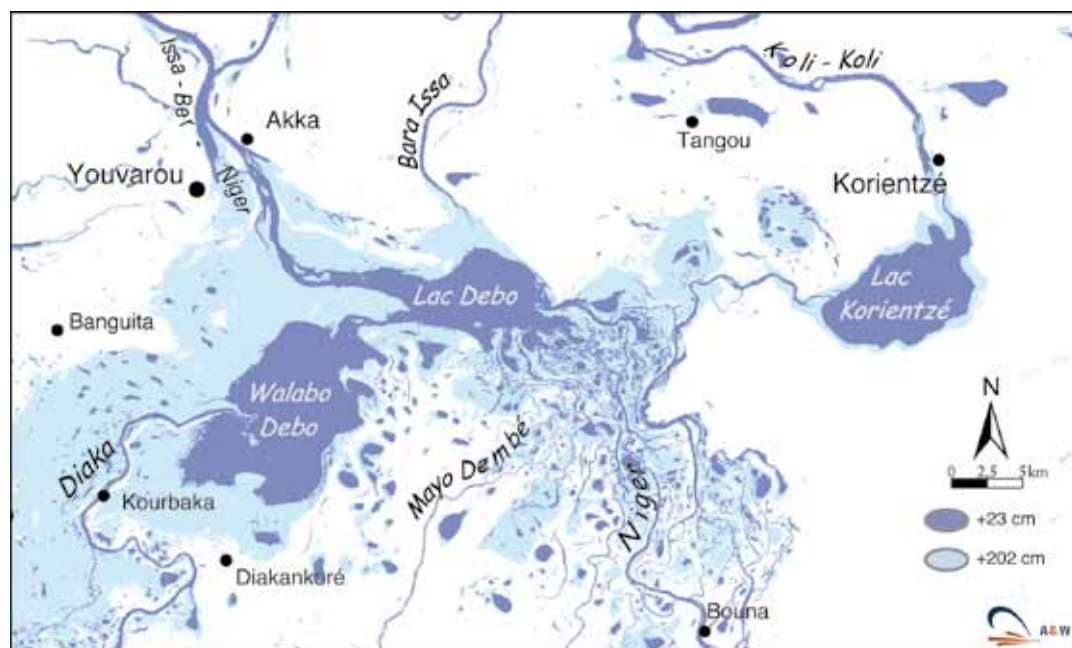 Issa - Ber
Koli - Koli
Bara Issa
Akka
Tangou
Youvarou
Niger
Korientzé
Lac Debo
Lac
Korientzé
Banguita
Walabo
Debo
N
0 2.5 5km
Diaka
Mayo Dembé
Kourbaka
Niger
+23 cm
+202 cm
Diakankuré
Bouna
A&W